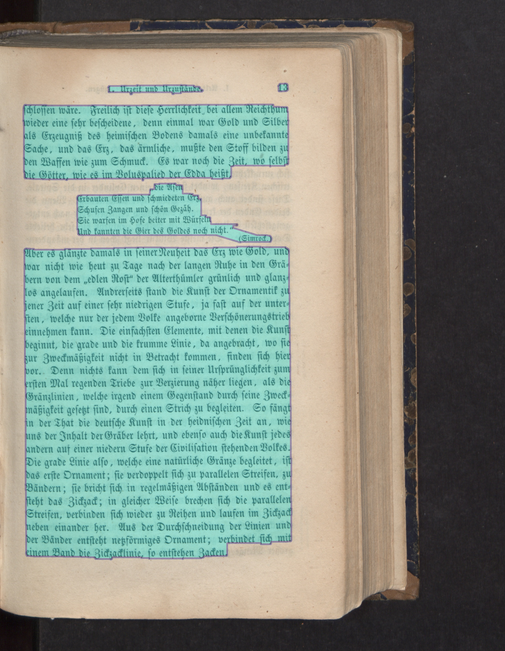 I. Urzeit und Urzustände. 13
schlossen wäre. Freilich ist diese Herrlichkeit bei allem Reichthum
wieder eine sehr bescheidene, denn einmal war Gold und Silber
als Erzeugniß des heimischen Bodens damals eine unbekannte
Sache, und das Erz, das ärmliche, mußte den Stoff bilden zu
den Waffen wie zum Schmuck. Es war noch die Zeit, wo selbst
die Götter, wie es im Voluspalied der Edda heißt,
die Asen
Erbauten Essen und schmiedeten Erz,
Schufen Zangen und schön Gezäh.
Sie warfen im Hofe heiter mit Würfeln
Und kannten die Gier des Goldes noch nicht.
(Simrock.)
Aber es glänzte damals in seiner Neuheit das Erz wie Gold, und
war nicht wie heut zu Tage nach der langen Ruhe in den Grä-
bern von dem „edlen Rost“ der Alterthümler grünlich und glanz-
los angelaufen. Andrerseits stand die Kunst der Ornamentik zu
jener Zeit auf einer sehr niedrigen Stufe, ja fast auf der unter-
sten, welche nur der jedem Volke angeborne Verschönerungstrieb
einnehmen kann. Die einfachsten Elemente, mit denen die Kunst
beginnt, die grade und die krumme Linie, da angebracht, wo sie
zur Zweckmäßigkeit nicht in Betracht kommen, finden sich hier
vor. Denn nichts kann dem sich in seiner Ursprünglichkeit zum
ersten Mal regenden Triebe zur Verzierung näher liegen, als die
Gränzlinien, welche irgend einem Gegenstand durch seine Zweck-
mäßigkeit gesetzt sind, durch einen Strich zu begleiten. So fängt
in der That die deutsche Kunst in der heidnischen Zeit an, wie
uns der Inhalt der Gräber lehrt, und ebenso auch die Kunst jedes
andern auf einer niedern Stufe der Civilisation stehenden Volkes.
Die grade Linie also, welche eine natürliche Gränze begleitet, ist
das erste Ornament; sie verdoppelt sich zu parallelen Streifen, zu
Bändern; sie bricht sich in regelmäßigen Abständen und es ent-
steht das Zickzack; in gleicher Weise brechen sich die parallelen
Streifen, verbinden sich wieder zu Reihen und laufen im Zickzack
neben einander her. Aus der Durchschneidung der Linien und
der Bänder entsteht netzförmiges Ornament; verbindet sich mit
einem Band die Zickzacklinie, so entstehen Zacken